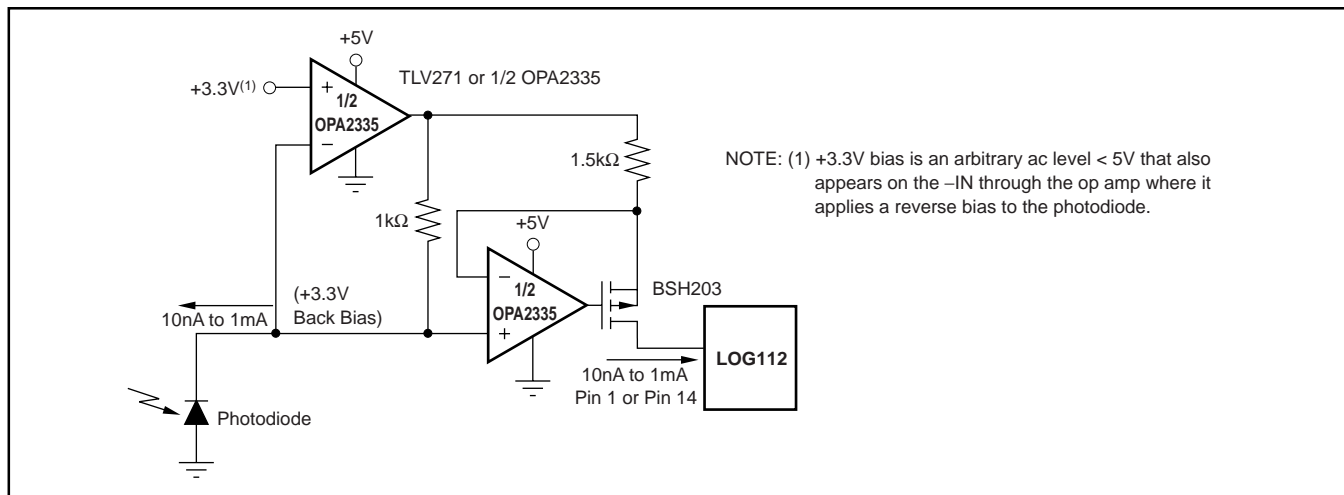 +5V
TLV271 or 1/2 OPA2335
+3.3V(1)
+
1/2
OPA2335
−
1.5kΩ
NOTE: (1) +3.3V bias is an arbitrary ac level < 5V that also
appears on the −IN through the op amp where it
applies a reverse bias to the photodiode.
1kΩ
+5V
−
1/2
OPA2335
+
BSH203
(+3.3V
Back Bias)
10nA to 1mA
LOG112
10nA to 1mA
Pin 1 or Pin 14
Photodiode